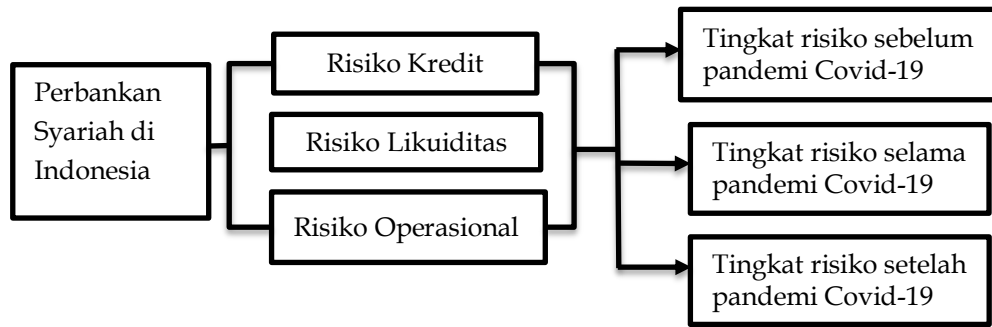 Perbankan
Syariah di
Indonesia
Risiko Kredit
Risiko Likuiditas
Risiko Operasional
Tingkat risiko sebelum
pandemi Covid-19
Tingkat risiko selama
pandemi Covid-19
Tingkat risiko setelah
pandemi Covid-19